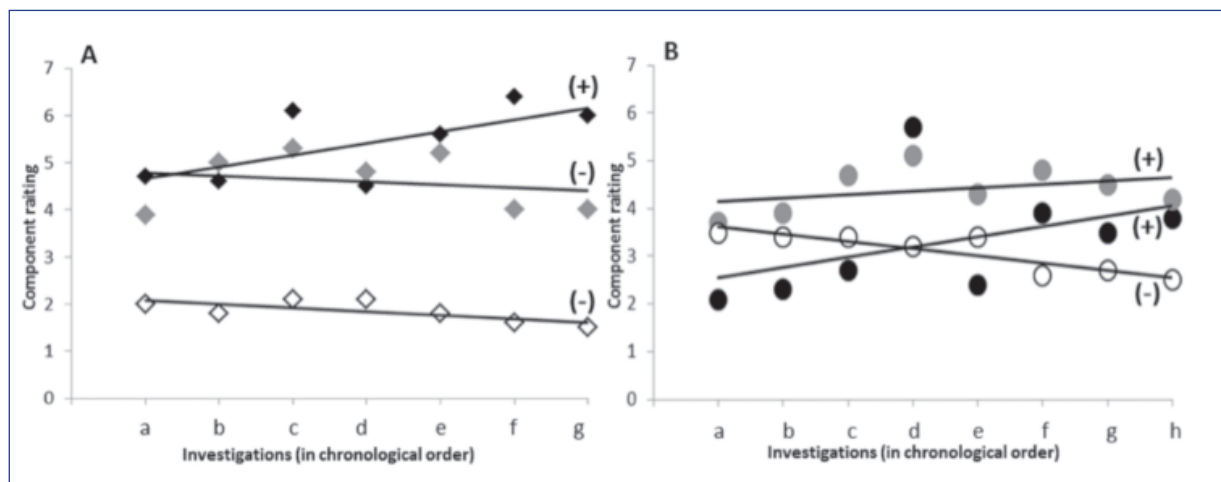 A
7
6
5
4
3
2
1
0
Component raiting
(+)
(-)
(-)
a b c d e f g
Investigations (in chronological order)
B
7
6
5
4
3
2
1
0
Component raiting
(+)
(+)
(-)
a b c d e f g h
Investigations (in chronological order)